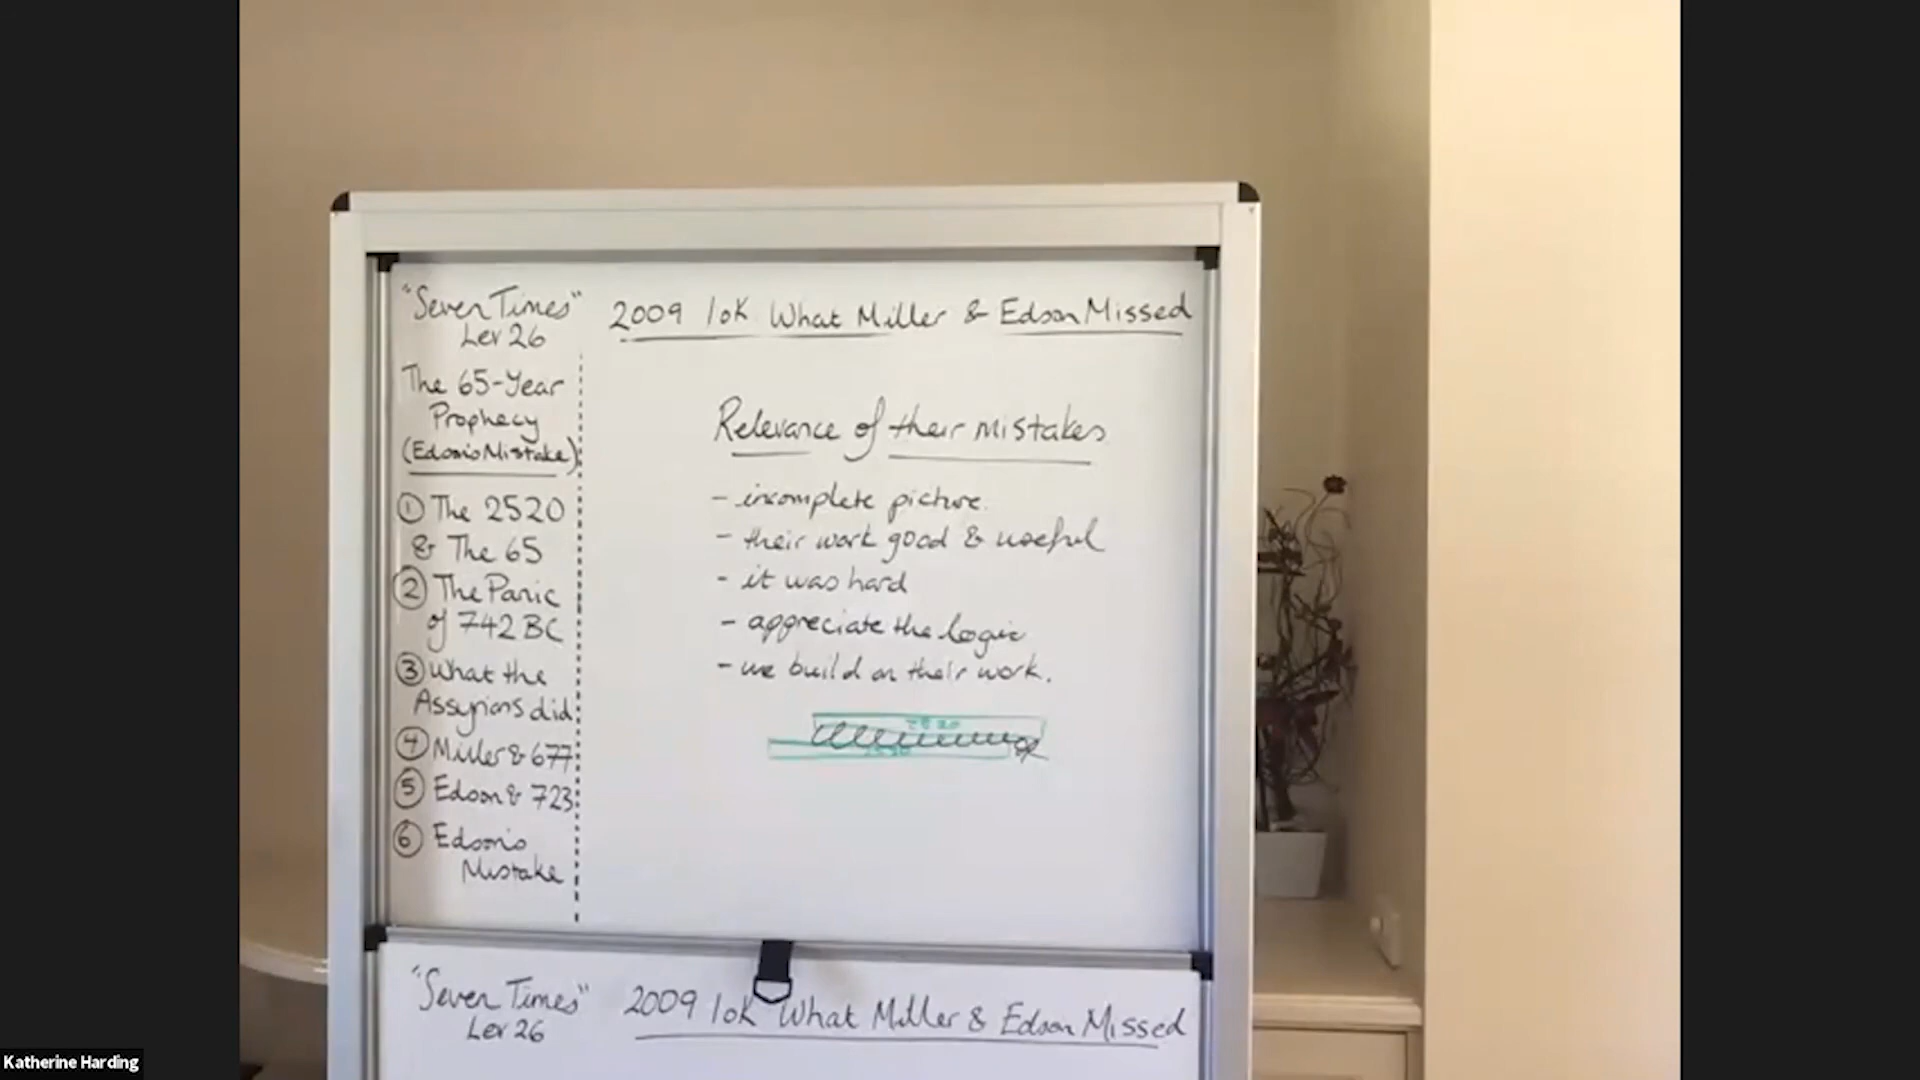 "Seven Times"
Lev 26
The 65-Year
Prophecy
(Edson's Mistake)
① The 2520
& The 65
② The Panic
of 742 BC
③ What the
Assyrians did
④ Miller & 677
⑤ Edson & 723
⑥ Edson's
Mistake
2009 1oK What Miller & Edson Missed
Relevance of their mistakes
- incomplete picture.
- their work good & useful
- it was hard
- appreciate the logic
- we build on their work.
2520
2520
"Seven Times"
Lev 26
2009 1oK What Miller & Edson Missed
Katherine Harding